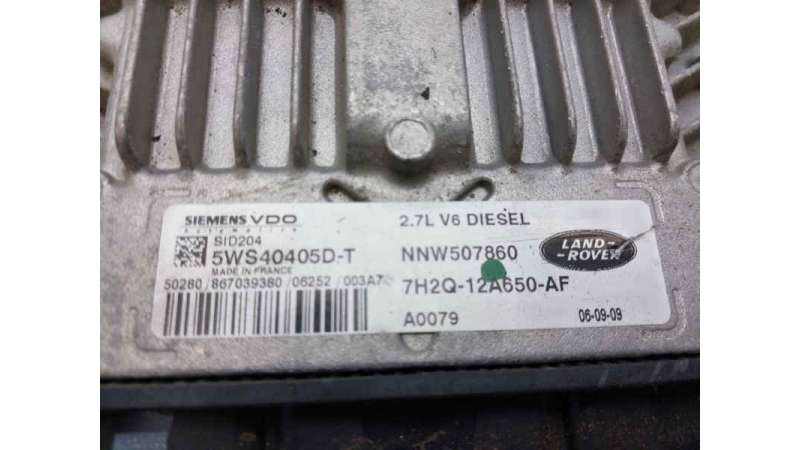 SIEMENS VDO
Automotive
SID204
5WS40405D-T
MADE IN FRANCE
50280/867039380/06252/003A7
2.7L V6 DIESEL
NNW507860
7H2Q-12A650-AF
A0079
LAND-
-ROVER
06-09-09